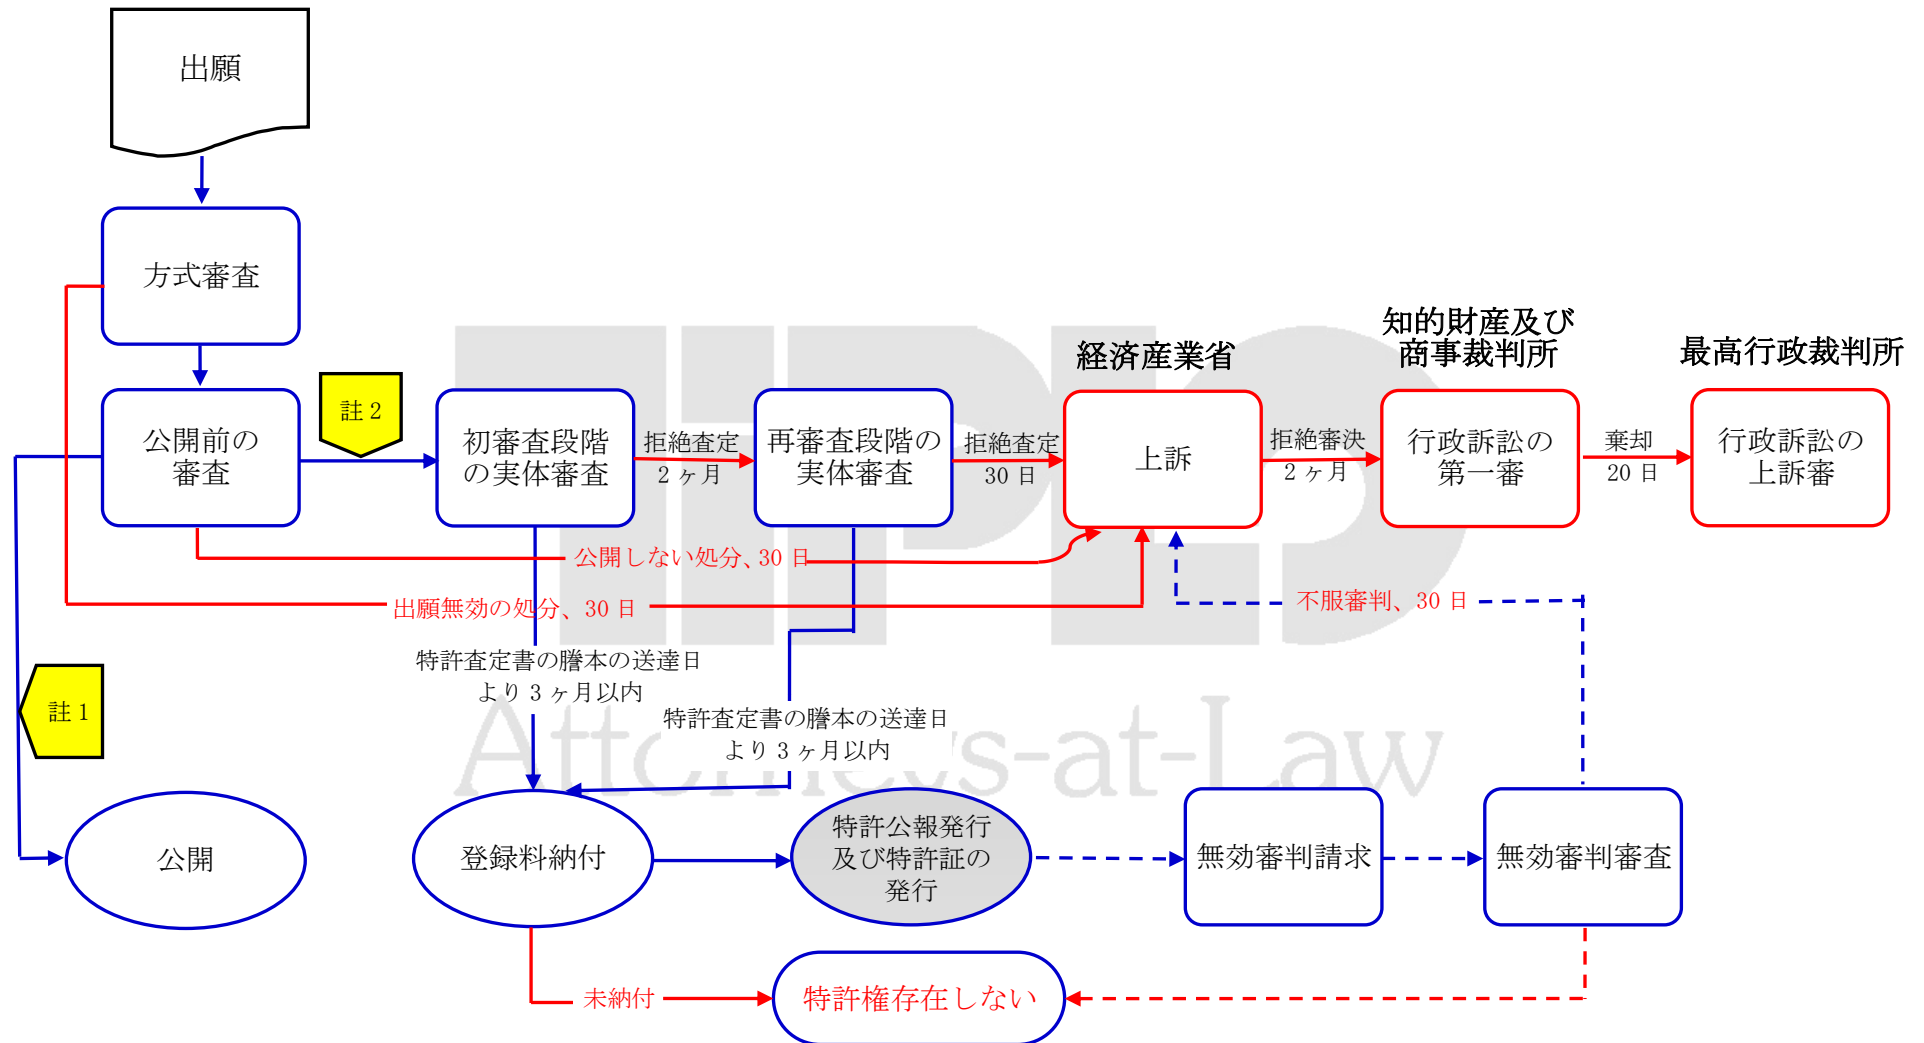 出願
方式審査
知的財産及び
商事裁判所
経済産業省
最高行政裁判所
公開前の
審査
註 2
初審査段階
の実体審査
拒絶査定
2 ヶ月
再審査段階の
実体審査
拒絶査定
30 日
上訴
拒絶審決
2 ヶ月
行政訴訟の
第一審
棄却
20 日
行政訴訟の
上訴審
公開しない処分、30 日
出願無効の処分、30 日
不服審判、30 日
特許査定書の謄本の送達日
より 3 ヶ月以内
註 1
特許査定書の謄本の送達日
より 3 ヶ月以内
Attorneys-at-Law
公開
登録料納付
特許公報発行
及び特許証の
発行
無効審判請求
無効審判審査
未納付
特許権存在しない